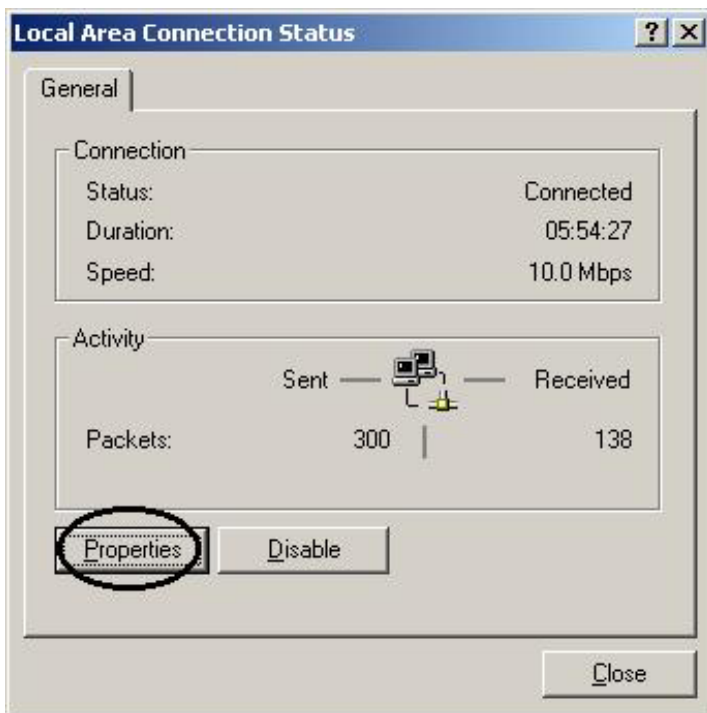 Local Area Connection Status
General
Connection
Status: Connected
Duration: 05:54:27
Speed: 10.0 Mbps
Activity
Sent Received
Packets: 300 138
Properties Disable
Close